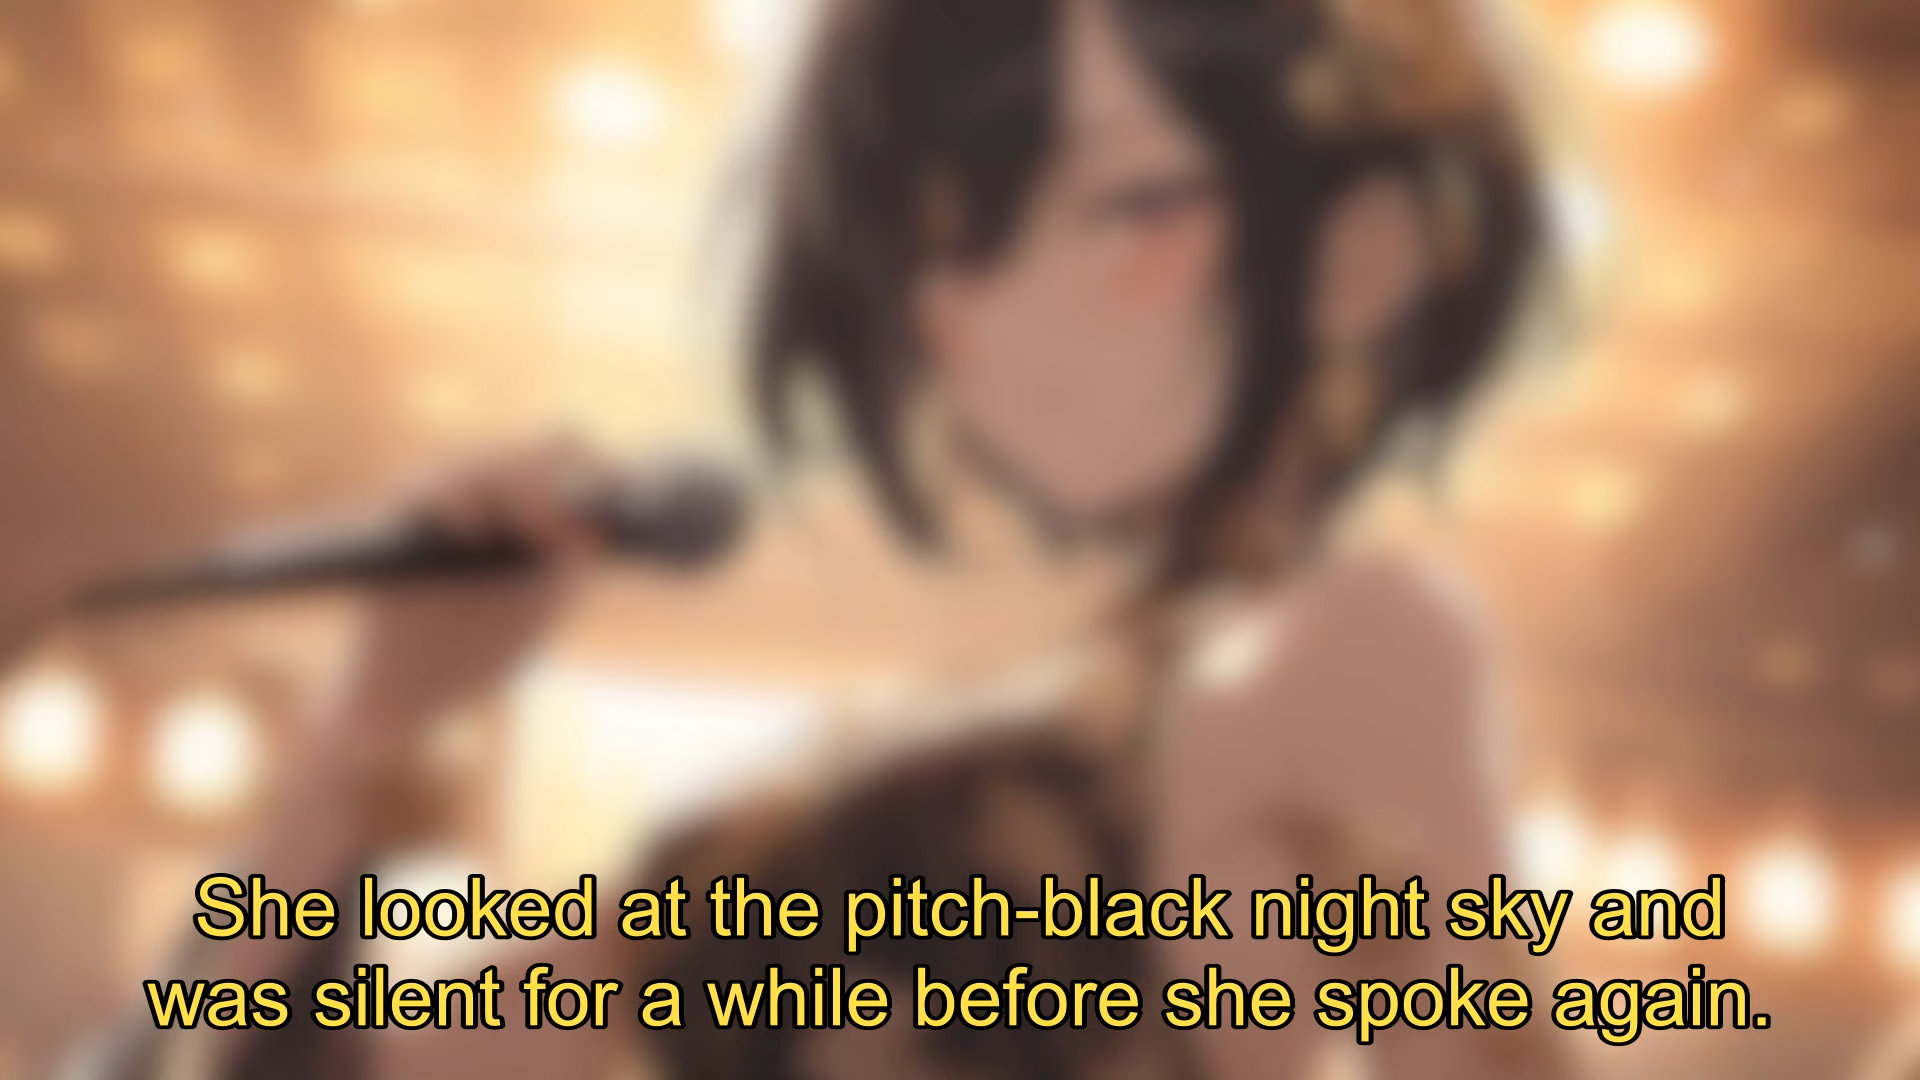 She looked at the pitch-black night sky and
was silent for a while before she spoke again.